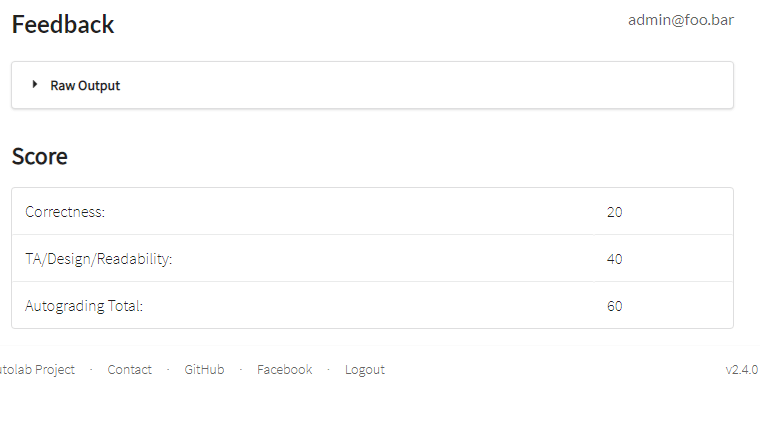 Feedback
admin@foo.bar
Raw Output
Score
Correctness: 20
TA/Design/Readability: 40
Autograding Total: 60
utolab Project · Contact · GitHub · Facebook · Logout v2.4.0